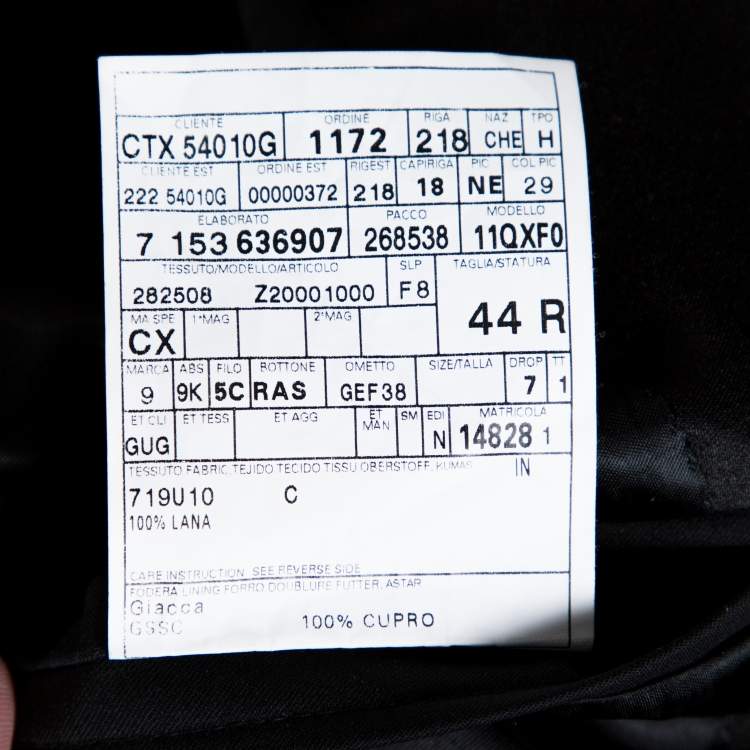 CLIENTE ORDINE RIGA NAZ TPO
CTX 54010G 1172 218 CHE H
CLIENTE EST ORDINE EST RIGEST CAPIRIGA PIC COL PIC
222 54010G 00000372 218 18 NE 29
ELABORATO PACCO MODELLO
7 153 636907 268538 11QXF0
TESSUTO/MODELLO/ARTICOLO SLP TAGLIA/STATURA
282508 Z20001000 F8 44 R
MA SPE 1°MAG 2°MAG
CX
MARCA ABS FILO BOTTONE OMETTO SIZE/TALLA DROP TT
9 9K 5C RAS GEF38 7 1
ET CLI ET TESS ET AGG ET MAN SM EDI MATRICOLA
GUG N 14828 1
TESSUTO FABRIC TEJIDO TECIDO TISSU OBERSTOFF KUMAS IN
719U10 C
100% LANA
CARE INSTRUCTION SEE REVERSE SIDE
FODERA LINING FORRO DOUBLURE FUTTER ASTAR
Giacca
GSSC 100% CUPRO